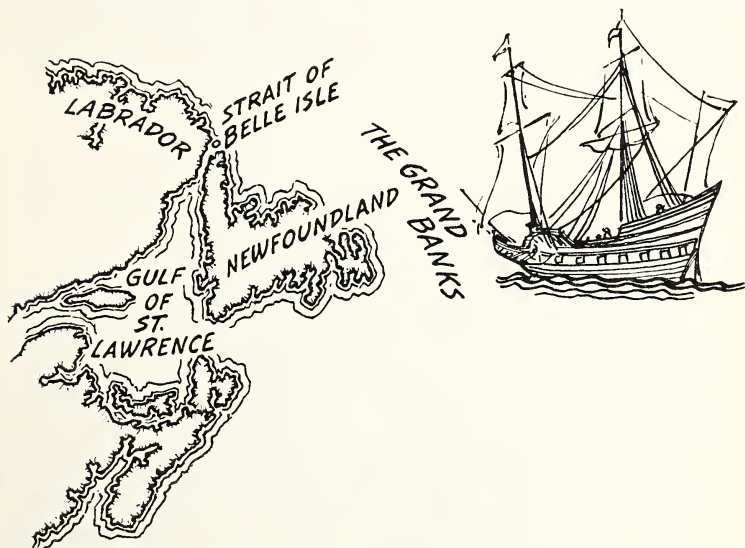 LABRADOR
STRAIT OF
BELLE ISLE
THE GRAND
BANKS
NEWFOUNDLAND
GULF
OF
ST.
LAWRENCE